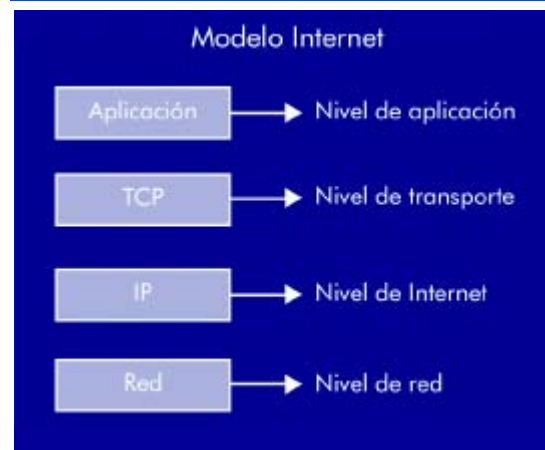 Modelo Internet
Aplicación Nivel de aplicación
TCP Nivel de transporte
IP Nivel de Internet
Red Nivel de red